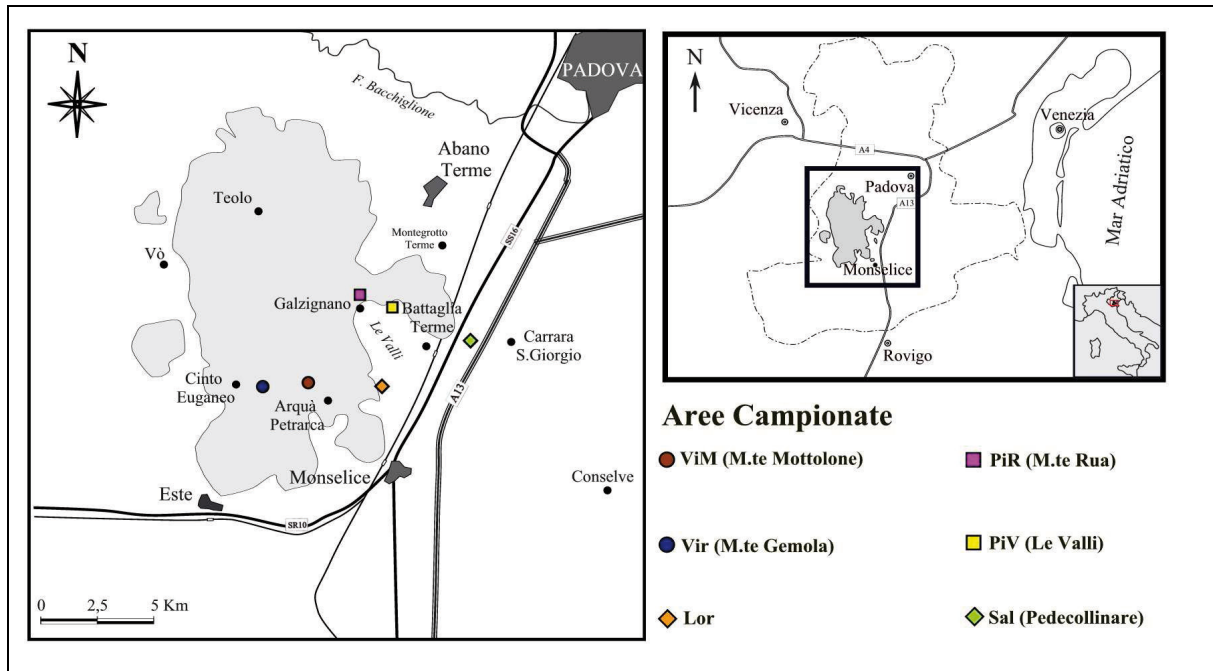 N
PADOVA
F. Bacchiglione
Abano
Terme
Teolo
Montegrotto
Terme
SS16
Vò
Galzignano
Battaglia
Terme
Le Valli
Carrara
S.Giorgio
Cinto
Euganeo
Arquà
Petrarca
A13
Monselice
Conselve
Este
SR10
0 2,5 5 Km
N
Vicenza
Venezia
A4
Padova
A13
Mar Adriatico
Monselice
Rovigo
Aree Campionate
ViM (M.te Mottolone)
PiR (M.te Rua)
Vir (M.te Gemola)
PiV (Le Valli)
Lor
Sal (Pedecollinare)